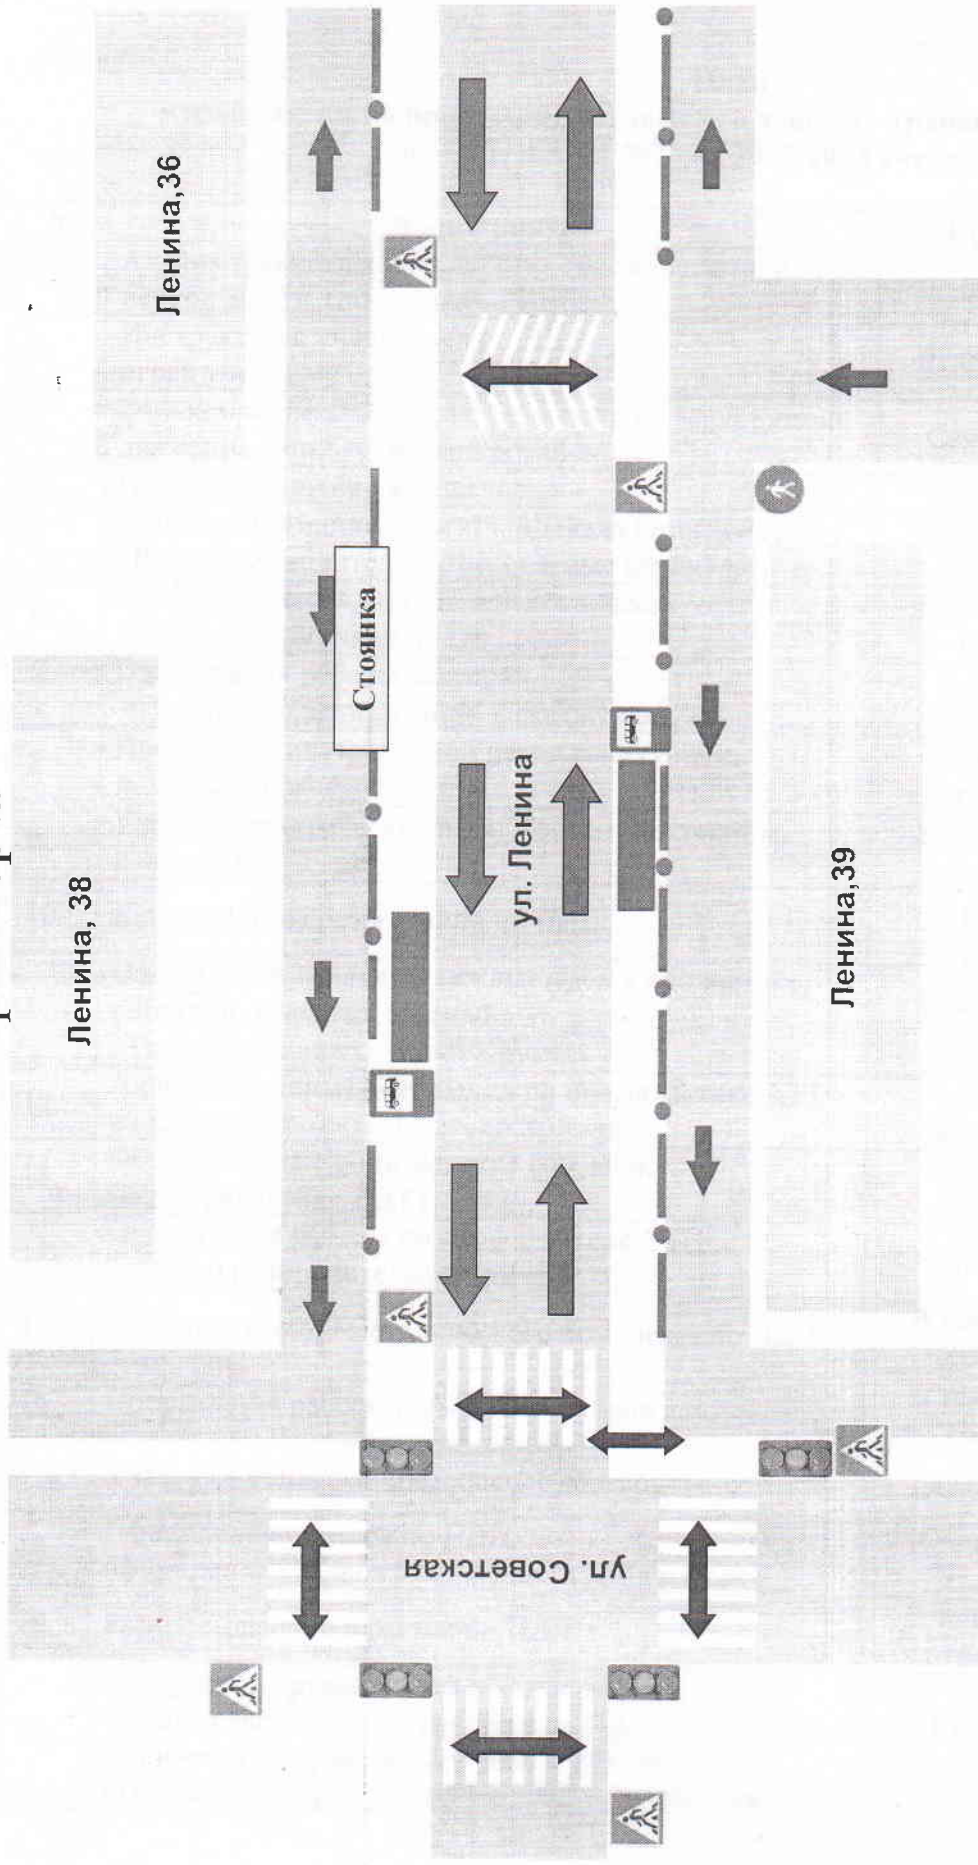 Ленина, 38
Ленина,36
Стоянка
ул. Ленина
ул. Советская
Ленина,39